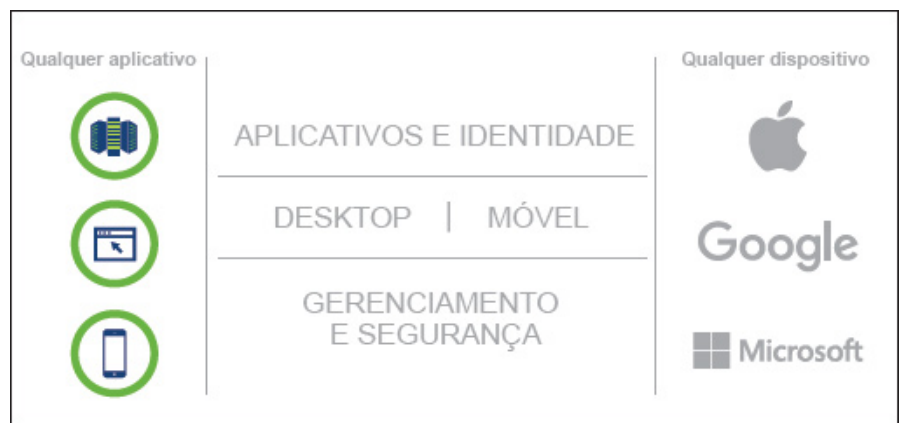 Qualquer aplicativo
APLICATIVOS E IDENTIDADE
DESKTOP | MÓVEL
GERENCIAMENTO
E SEGURANÇA
Qualquer dispositivo
Google
Microsoft